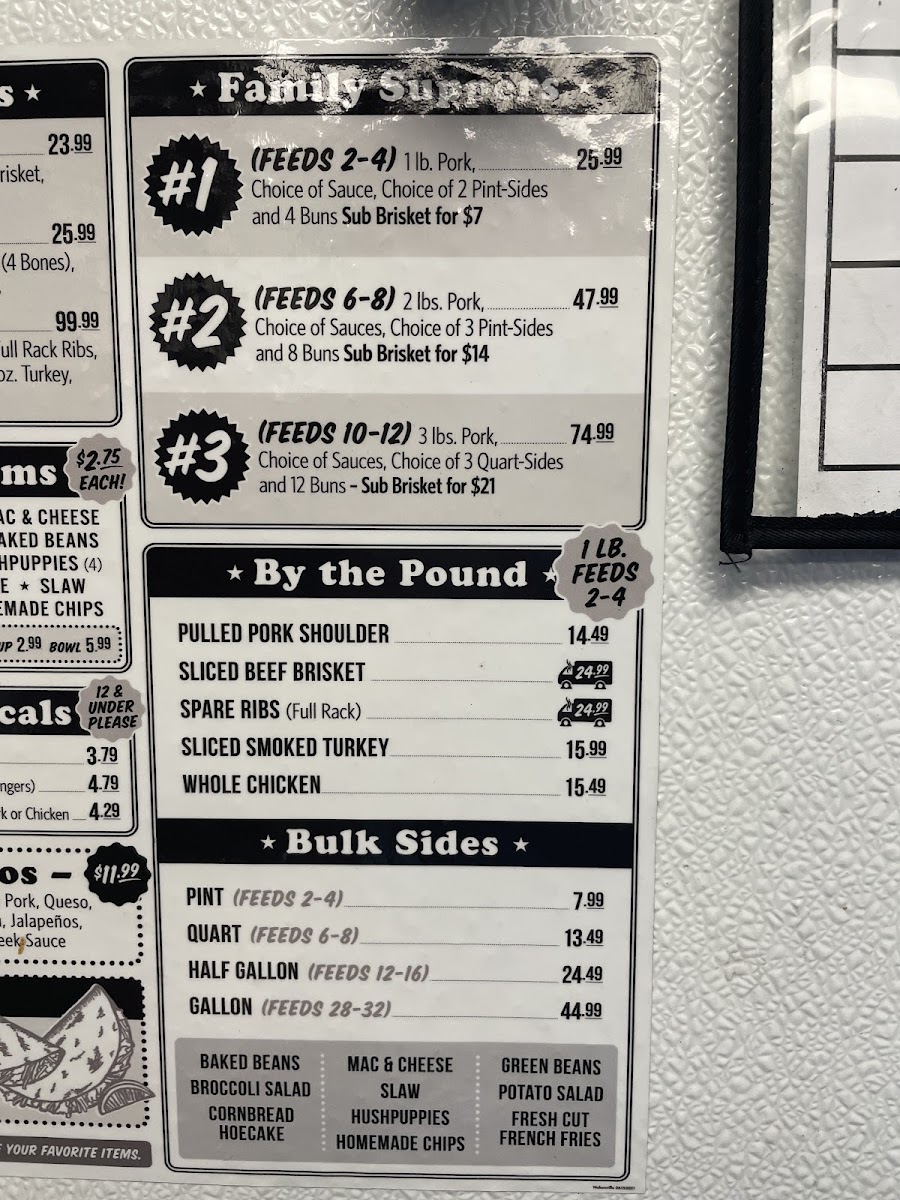 s ★
23.99
risket,
25.99
(4 Bones),
99.99
ull Rack Ribs,
oz. Turkey,
ms
$2.75
EACH!
AC & CHEESE
AKED BEANS
HPUPPIES (4)
E ★ SLAW
EMADE CHIPS
UP 2.99 BOWL 5.99
cals
12 &
UNDER
PLEASE
3.79
ngers) 4.79
k or Chicken 4.29
os – $11.99
Pork, Queso,
, Jalapeños,
eek Sauce
F YOUR FAVORITE ITEMS.
★ Family Suppers ★
#1 (FEEDS 2-4) 1 lb. Pork, 25.99
Choice of Sauce, Choice of 2 Pint-Sides
and 4 Buns Sub Brisket for $7
#2 (FEEDS 6-8) 2 lbs. Pork, 47.99
Choice of Sauces, Choice of 3 Pint-Sides
and 8 Buns Sub Brisket for $14
#3 (FEEDS 10-12) 3 lbs. Pork, 74.99
Choice of Sauces, Choice of 3 Quart-Sides
and 12 Buns – Sub Brisket for $21
★ By the Pound ★
1 LB.
FEEDS
2-4
PULLED PORK SHOULDER 14.49
SLICED BEEF BRISKET 24.99
SPARE RIBS (Full Rack) 24.99
SLICED SMOKED TURKEY 15.99
WHOLE CHICKEN 15.49
★ Bulk Sides ★
PINT (FEEDS 2-4) 7.99
QUART (FEEDS 6-8) 13.49
HALF GALLON (FEEDS 12-16) 24.49
GALLON (FEEDS 28-32) 44.99
BAKED BEANS
BROCCOLI SALAD
CORNBREAD
HOECAKE
MAC & CHEESE
SLAW
HUSHPUPPIES
HOMEMADE CHIPS
GREEN BEANS
POTATO SALAD
FRESH CUT
FRENCH FRIES